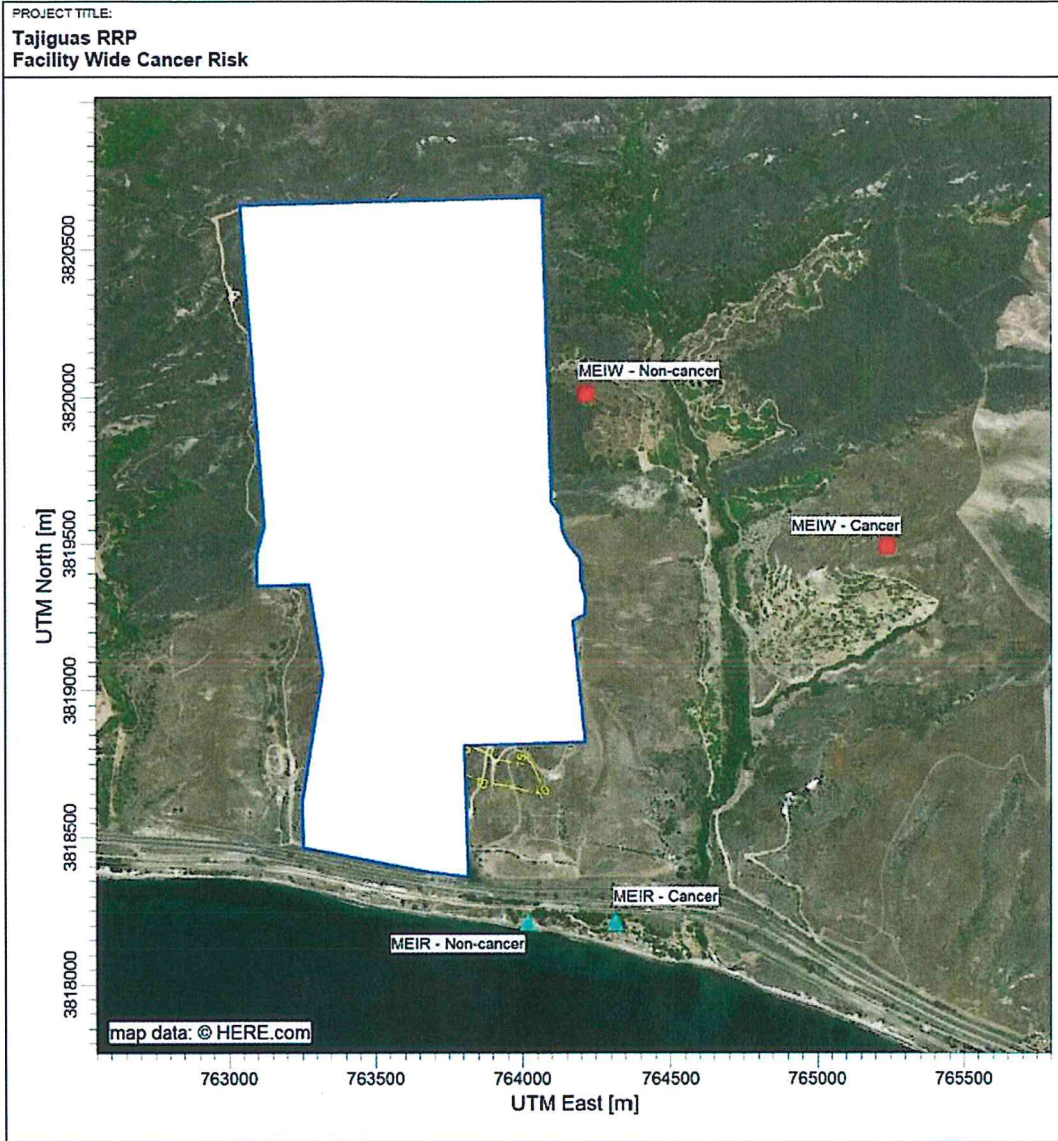 PROJECT TITLE:
Tajiguas RRP
Facility Wide Cancer Risk
UTM North [m]
3820500
3820000
3819500
3819000
3818500
3818000
MEIW - Non-cancer
MEIW - Cancer
MEIR - Cancer
MEIR - Non-cancer
map data: © HERE.com
763000 763500 764000 764500 765000 765500
UTM East [m]